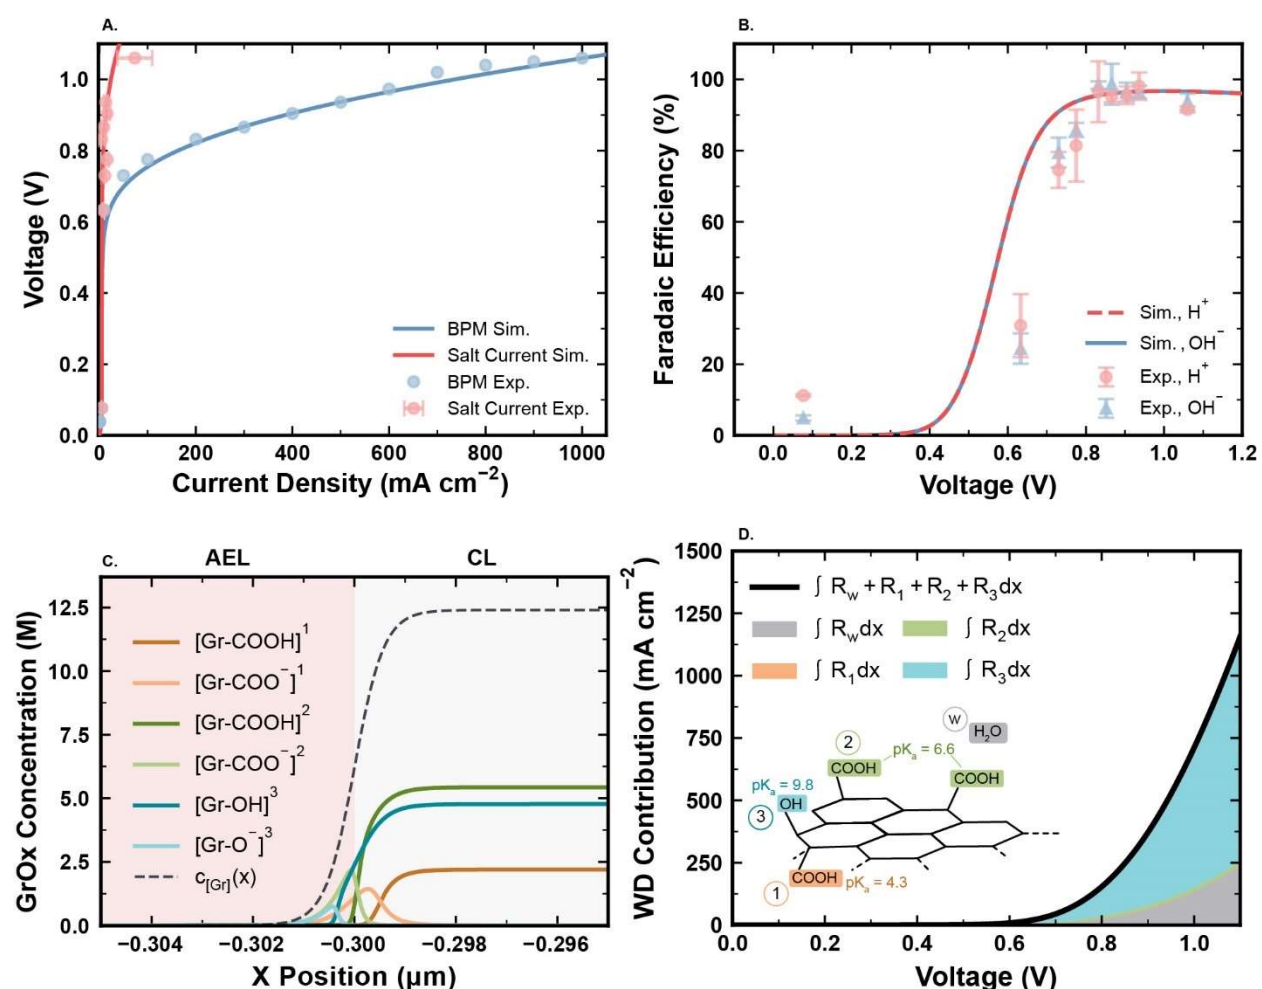 A.
Voltage (V)
1.0
0.8
0.6
0.4
0.2
0.0
BPM Sim.
Salt Current Sim.
BPM Exp.
Salt Current Exp.
0 200 400 600 800 1000
Current Density (mA cm⁻²)
B.
Faradaic Efficiency (%)
100
80
60
40
20
0
Sim., H⁺
Sim., OH⁻
Exp., H⁺
Exp., OH⁻
0.0 0.2 0.4 0.6 0.8 1.0 1.2
Voltage (V)
C.
AEL CL
GrOx Concentration (M)
12.5
10.0
7.5
5.0
2.5
0.0
[Gr-COOH]¹
[Gr-COO⁻]¹
[Gr-COOH]²
[Gr-COO⁻]²
[Gr-OH]³
[Gr-O⁻]³
c[Gr](x)
−0.304 −0.302 −0.300 −0.298 −0.296
X Position (μm)
D.
WD Contribution (mA cm⁻²)
1500
1250
1000
750
500
250
0
∫ Rw + R₁ + R₂ + R₃dx
∫ Rwdx ∫ R₂dx
∫ R₁dx ∫ R₃dx
W
H₂O
2
COOH
pKa = 6.6
COOH
pKa = 9.8
OH
3
COOH
1
pKa = 4.3
0.0 0.2 0.4 0.6 0.8 1.0
Voltage (V)